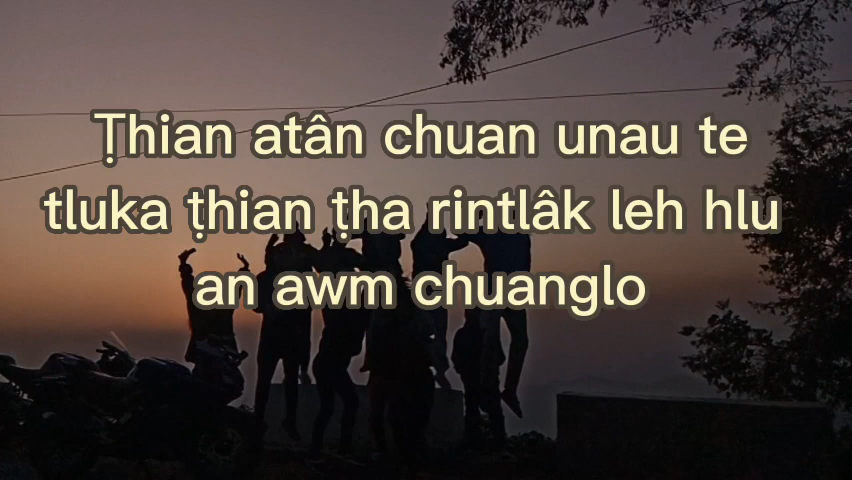 Ṭhian atân chuan unau te
tluka ṭhian ṭha rintlâk leh hlu
an awm chuanglo